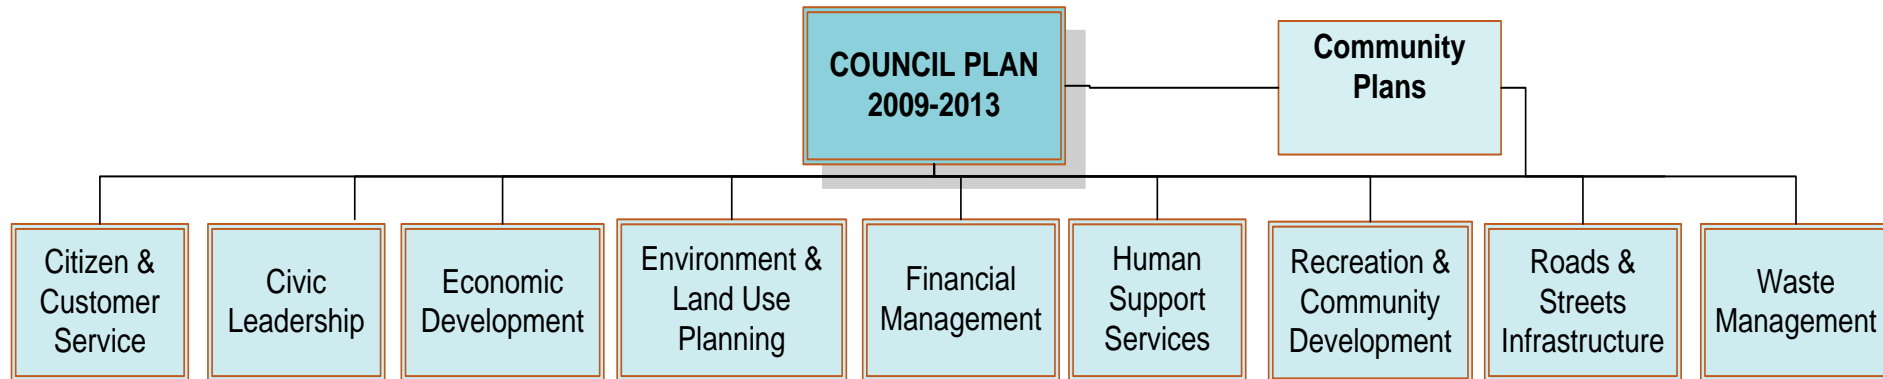 COUNCIL PLAN
2009-2013
Community
Plans
Citizen &
Customer
Service
Civic
Leadership
Economic
Development
Environment &
Land Use
Planning
Financial
Management
Human
Support
Services
Recreation &
Community
Development
Roads &
Streets
Infrastructure
Waste
Management